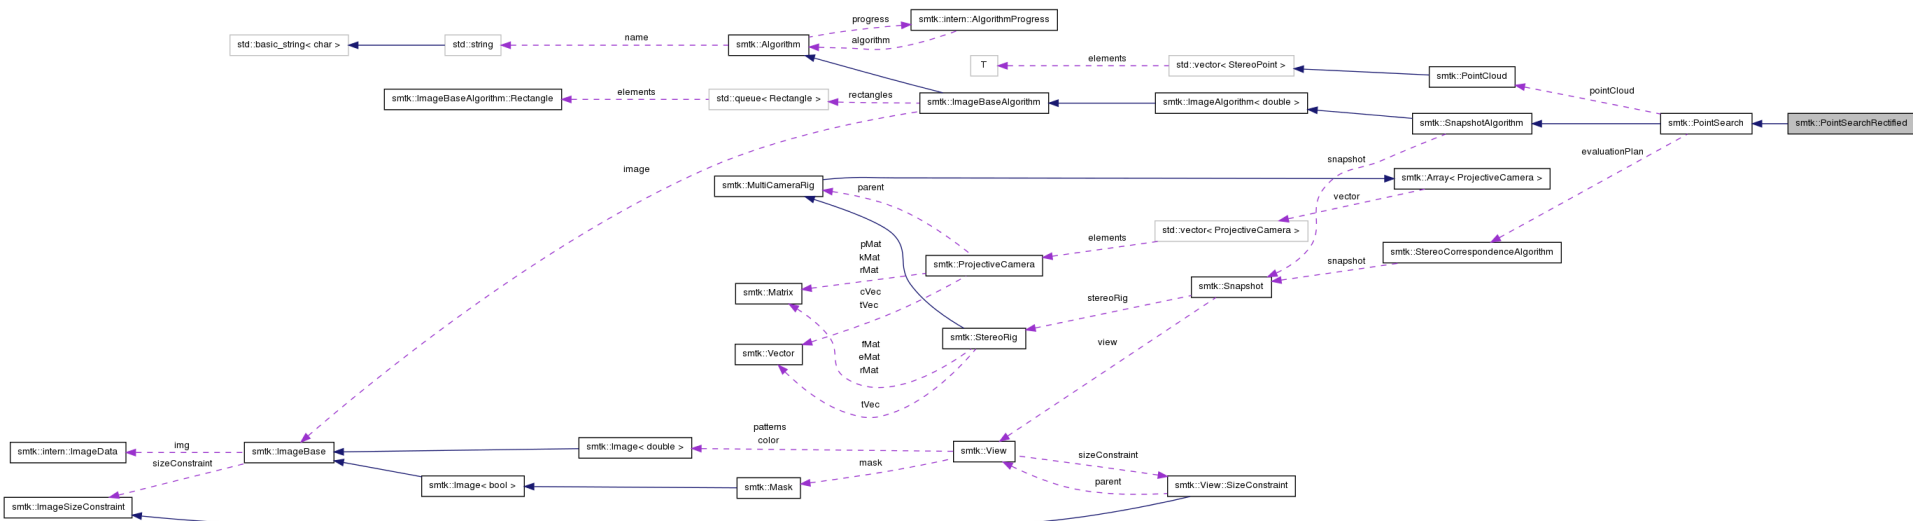 progress
smtk::intern::AlgorithmProgress
std::basic_string< char >
std::string
name
smtk::Algorithm
algorithm
T
elements
std::vector< StereoPoint >
smtk::PointCloud
pointCloud
smtk::ImageBaseAlgorithm::Rectangle
elements
std::queue< Rectangle >
rectangles
smtk::ImageBaseAlgorithm
smtk::ImageAlgorithm< double >
smtk::SnapshotAlgorithm
smtk::PointSearch
smtk::PointSearchRectified
evaluationPlan
image
snapshot
smtk::MultiCameraRig
parent
smtk::Array< ProjectiveCamera >
vector
std::vector< ProjectiveCamera >
elements
pMat
kMat
rMat
smtk::ProjectiveCamera
smtk::StereoCorrespondenceAlgorithm
snapshot
smtk::Snapshot
smtk::Matrix
cVec
tVec
stereoRig
smtk::StereoRig
view
smtk::Vector
fMat
eMat
rMat
tVec
smtk::intern::ImageData
img
sizeConstraint
smtk::ImageBase
smtk::Image< double >
patterns
color
smtk::View
sizeConstraint
mask
parent
smtk::Image< bool >
smtk::Mask
smtk::View::SizeConstraint
smtk::ImageSizeConstraint